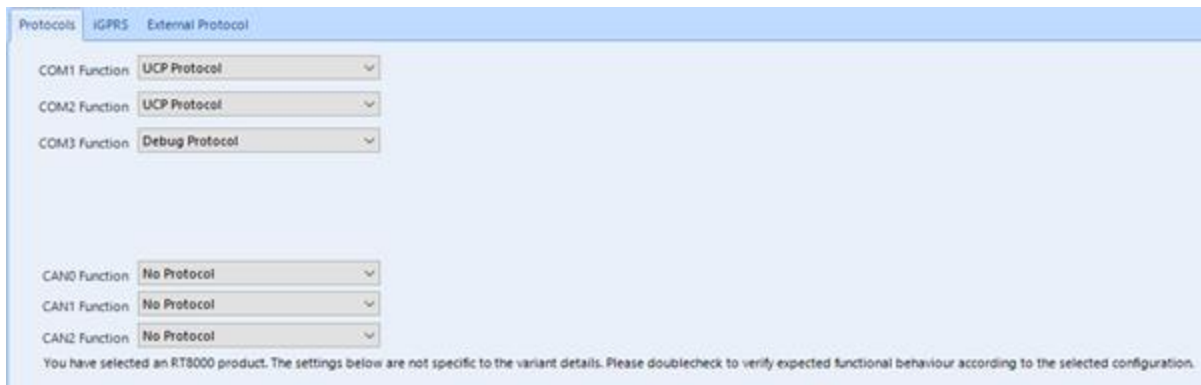 Protocols iGPRS External Protocol
COM1 Function UCP Protocol
COM2 Function UCP Protocol
COM3 Function Debug Protocol
CAN0 Function No Protocol
CAN1 Function No Protocol
CAN2 Function No Protocol
You have selected an RT8000 product. The settings below are not specific to the variant details. Please doublecheck to verify expected functional behaviour according to the selected configuration.